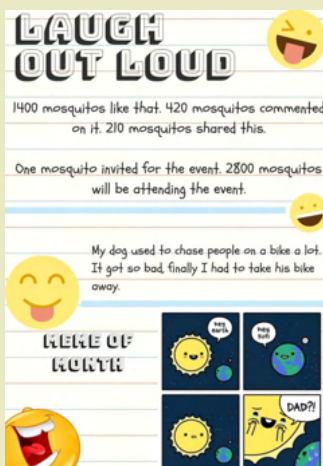 LAUGH
OUT LOUD
1400 mosquitos like that. 420 mosquitos commented
on it. 210 mosquitos shared this.
One mosquito invited for the event. 2800 mosquitos
will be attending the event.
My dog used to chase people on a bike a lot.
It got so bad, finally I had to take his bike
away.
MEME OF
MONTH
hey
earth
hey
sun
DAD?!